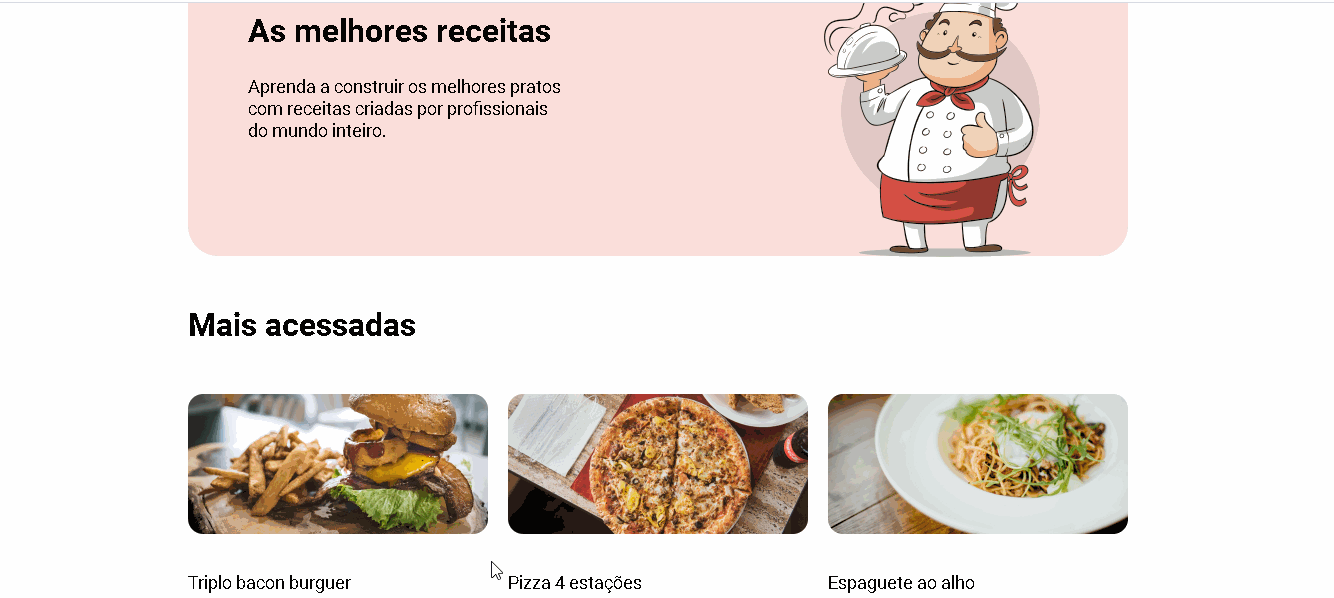 As melhores receitas
Aprenda a construir os melhores pratos
com receitas criadas por profissionais
do mundo inteiro.
Mais acessadas
Triplo bacon burguer
Pizza 4 estações
Espaguete ao alho